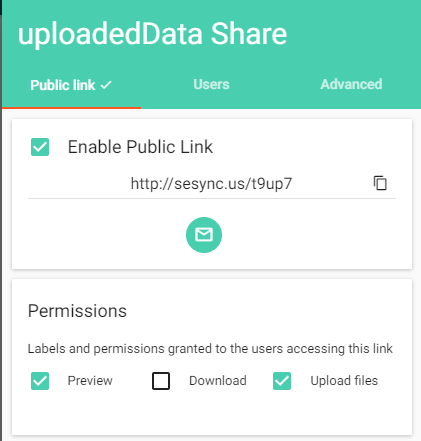 uploadedData Share
Public link Users Advanced
Enable Public Link
http://sesync.us/t9up7
Permissions
Labels and permissions granted to the users accessing this link
Preview Download Upload files